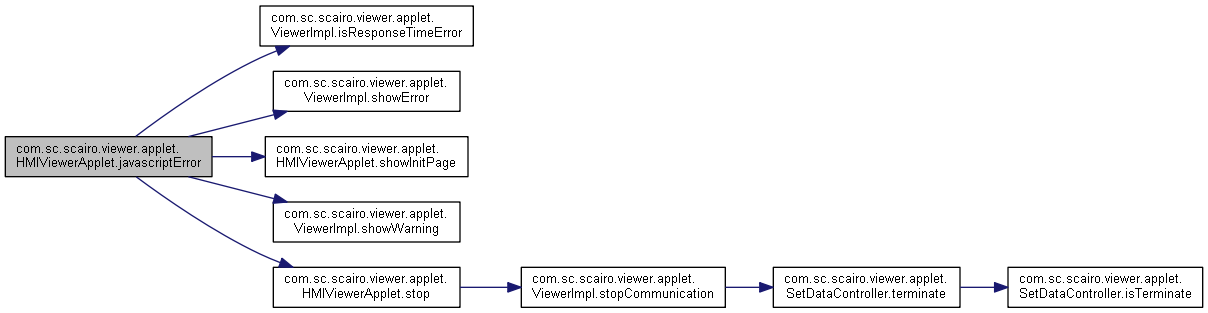 com.sc.scairo.viewer.applet.
ViewerImpl.isResponseTimeError
com.sc.scairo.viewer.applet.
ViewerImpl.showError
com.sc.scairo.viewer.applet.
HMIViewerApplet.javascriptError
com.sc.scairo.viewer.applet.
HMIViewerApplet.showInitPage
com.sc.scairo.viewer.applet.
ViewerImpl.showWarning
com.sc.scairo.viewer.applet.
HMIViewerApplet.stop
com.sc.scairo.viewer.applet.
ViewerImpl.stopCommunication
com.sc.scairo.viewer.applet.
SetDataController.terminate
com.sc.scairo.viewer.applet.
SetDataController.isTerminate